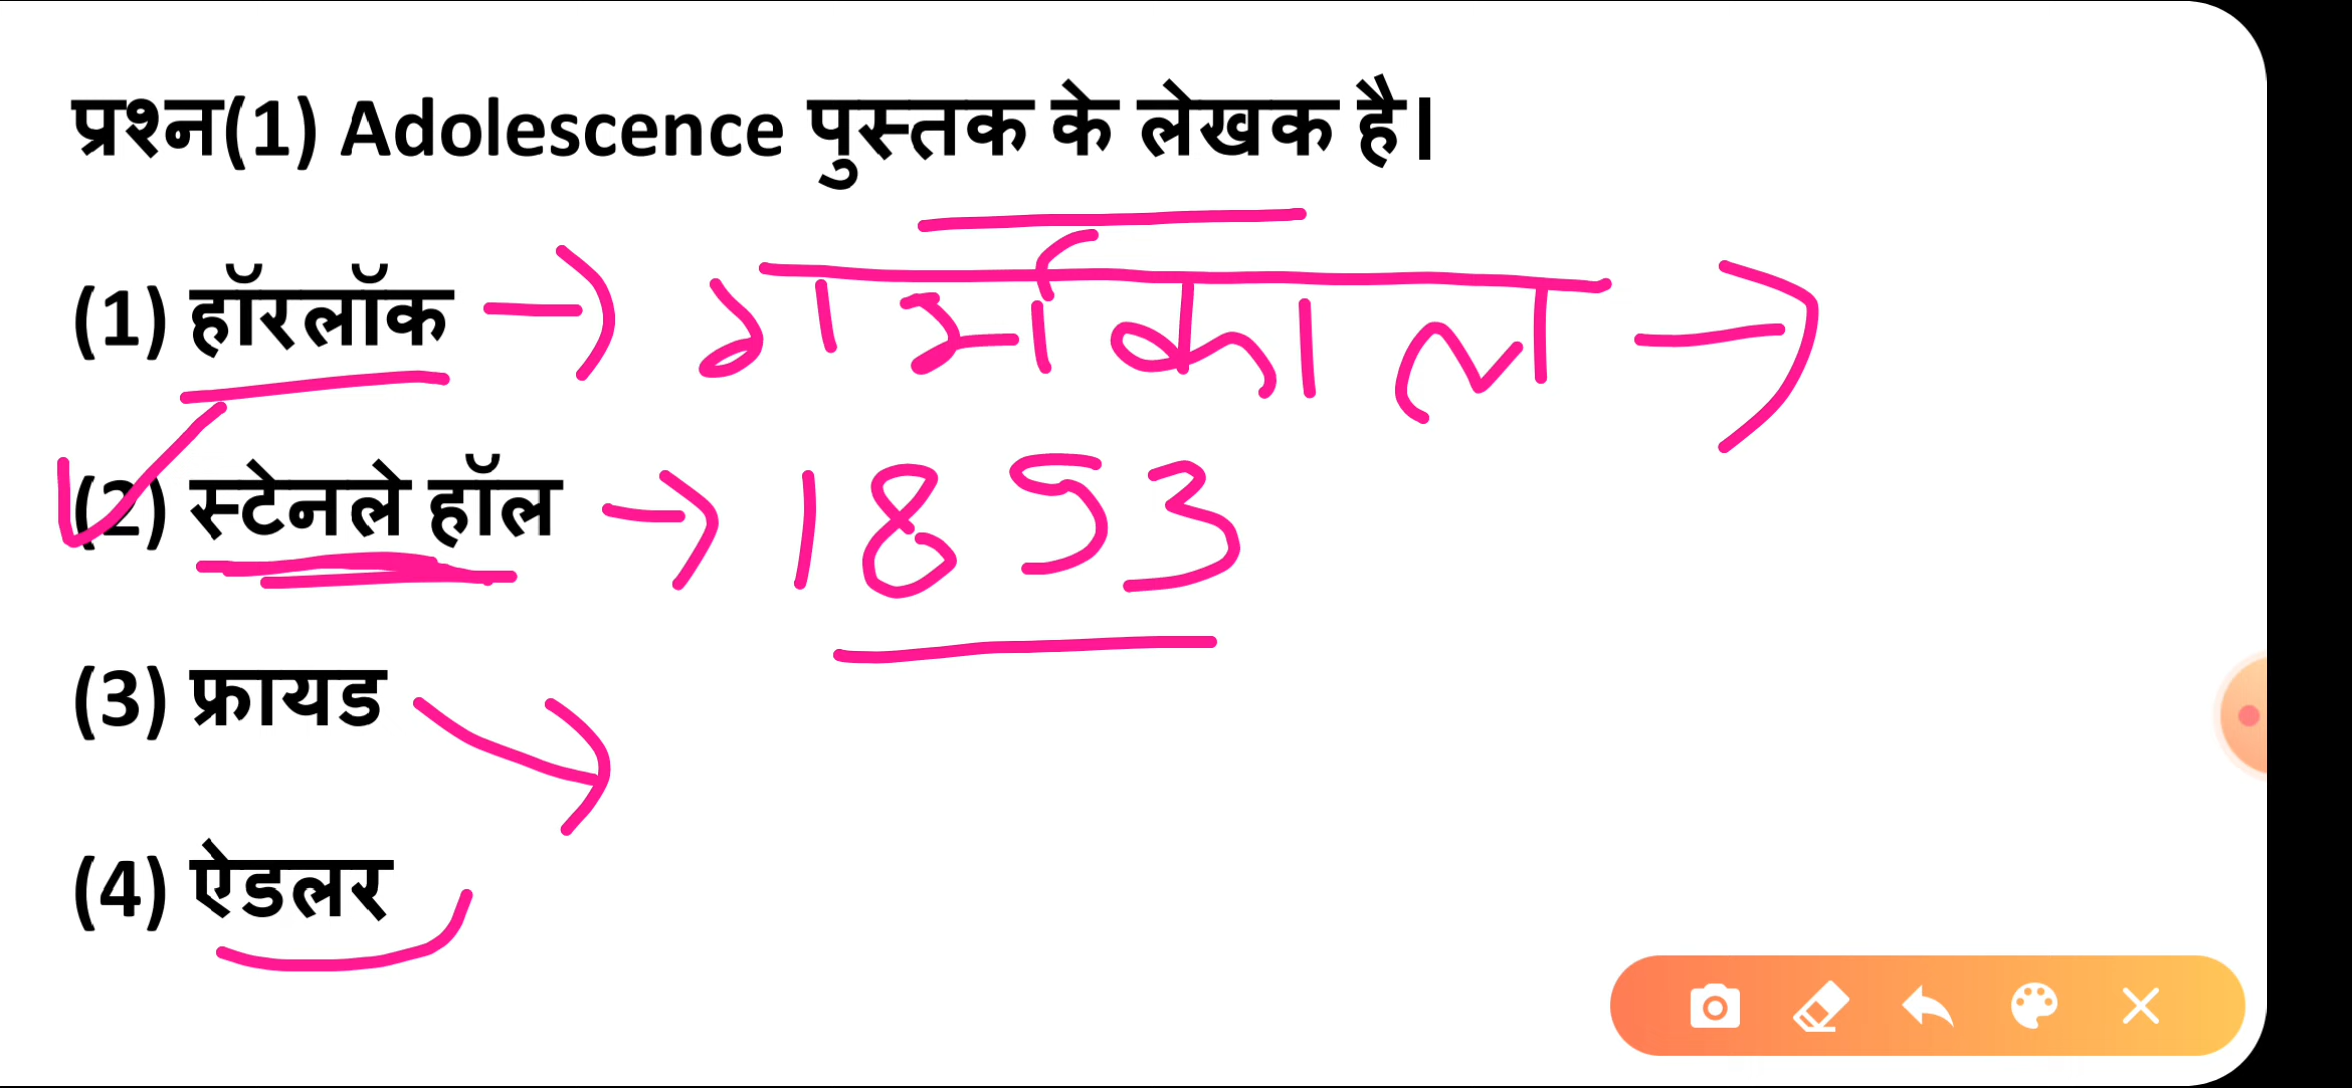 प्रश्न(1) Adolescence पुस्तक के लेखक है।
(1) हॉरलॉक → गर्भकाल →
(2) स्टेनले हॉल → 1853
(3) फ्रायड →
(4) ऐडलर